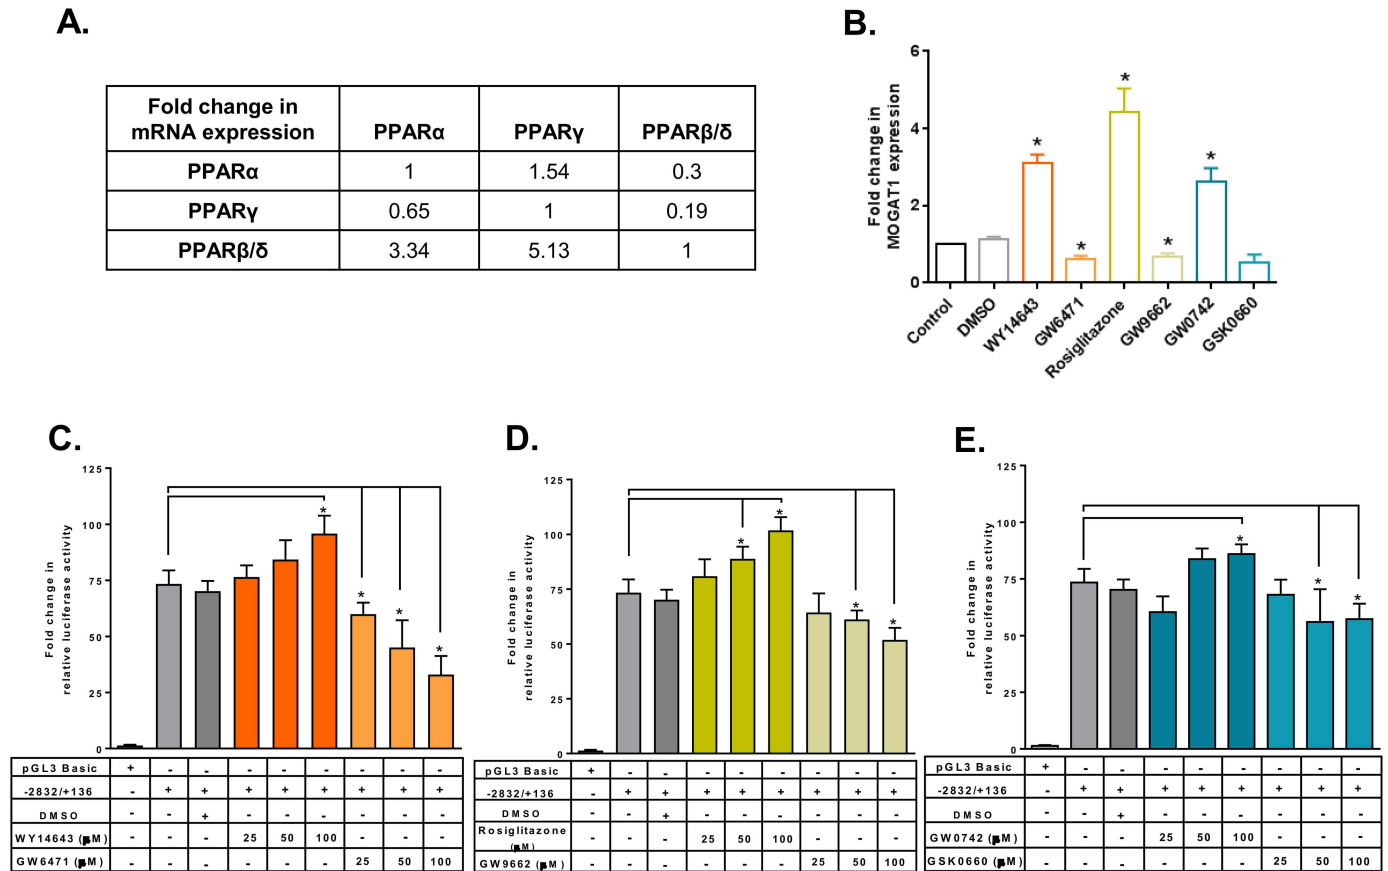 A.
Fold change in
mRNA expression PPARα PPARγ PPARβ/δ
PPARα 1 1.54 0.3
PPARγ 0.65 1 0.19
PPARβ/δ 3.34 5.13 1
B.
Fold change in
MOGAT1 expression
6
4
2
0
* * * * *
Control DMSO WY14643 GW6471 Rosiglitazone GW9662 GW0742 GSK0660
C.
Fold change in
relative luciferase activity
125
100
75
50
25
0
* * * *
pGL3 Basic + - - - - - - - -
-2832/+136 - + + + + + + + +
DMSO - - + - - - - - -
WY14643 (μM) - - - 25 50 100 - - -
GW6471 (μM) - - - - - - 25 50 100
D.
Fold change in
relative luciferase activity
125
100
75
50
25
0
* * * *
pGL3 Basic + - - - - - - - -
-2832/+136 - + + + + + + + +
DMSO - - + - - - - - -
Rosiglitazone
(μM) - - - 25 50 100 - - -
GW9662 (μM) - - - - - - 25 50 100
E.
Fold change in
relative luciferase activity
125
100
75
50
25
0
* * *
pGL3 Basic + - - - - - - - -
-2832/+136 - + + + + + + + +
DMSO - - + - - - - - -
GW0742 (μM) - - - 25 50 100 - - -
GSK0660 (μM) - - - - - - 25 50 100